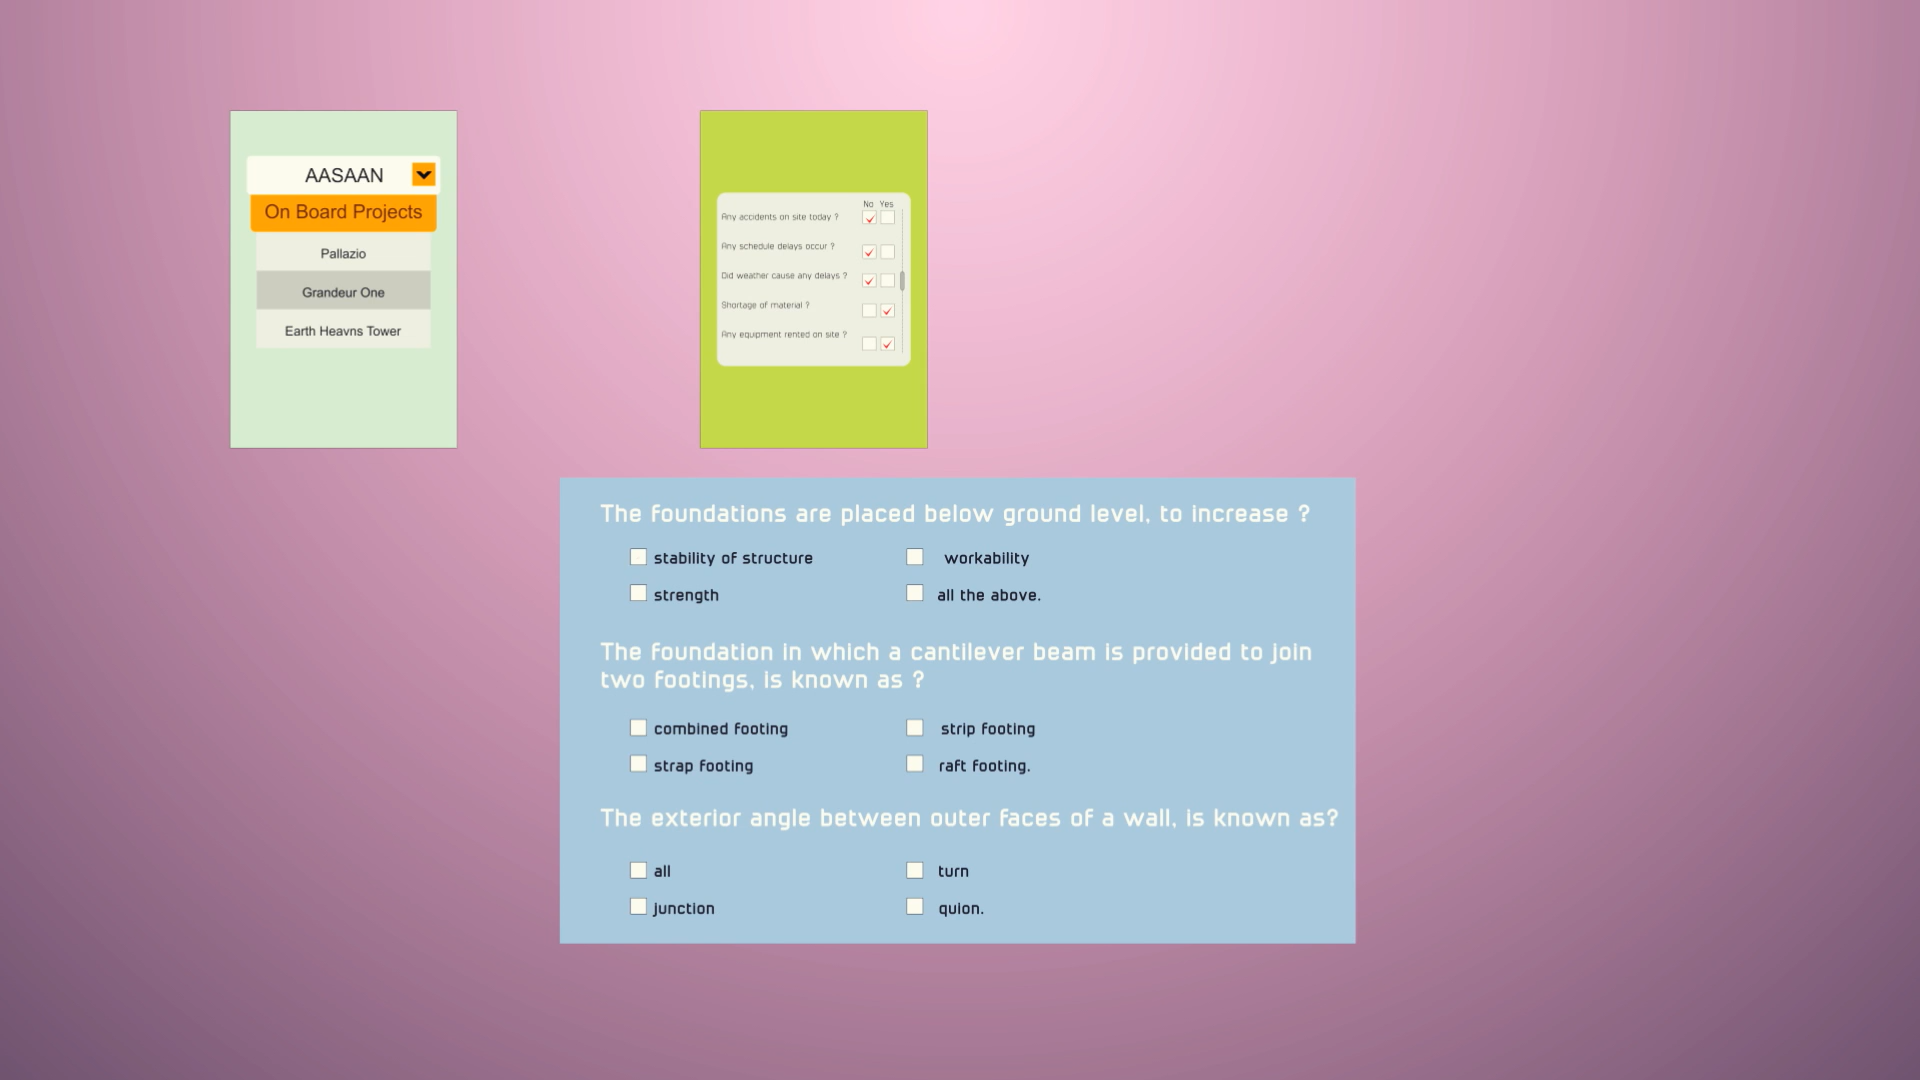 AASAAN
On Board Projects
Pallazio
Grandeur One
Earth Heavns Tower
No Yes
Any accidents on site today ?
Any schedule delays occur ?
Did weather cause any delays ?
Shortage of material ?
Any equipment rented on site ?
The foundations are placed below ground level, to increase ?
stability of structure workability
strength all the above.
The foundation in which a cantilever beam is provided to join
two footings, is known as ?
combined footing strip footing
strap footing raft footing.
The exterior angle between outer faces of a wall, is known as?
all turn
junction quion.